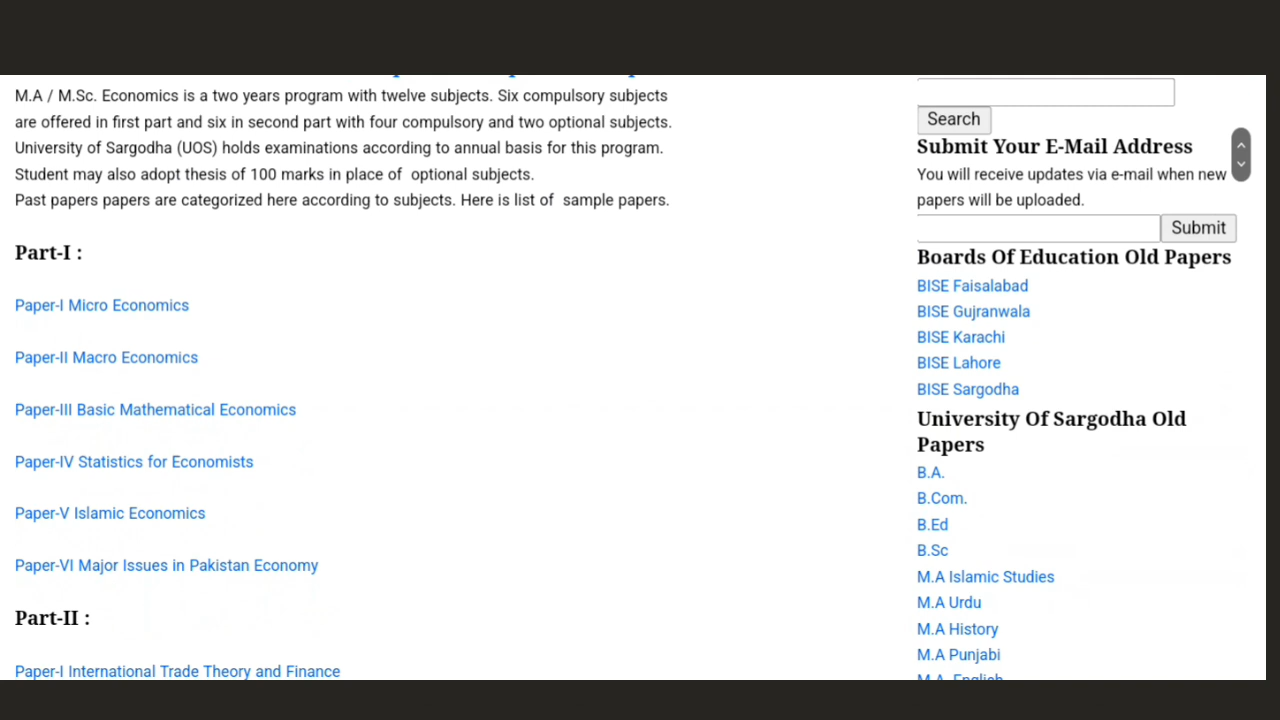 M.A / M.Sc. Economics is a two years program with twelve subjects. Six compulsory subjects
are offered in first part and six in second part with four compulsory and two optional subjects.
University of Sargodha (UOS) holds examinations according to annual basis for this program.
Student may also adopt thesis of 100 marks in place of  optional subjects.
Past papers papers are categorized here according to subjects. Here is list of  sample papers.
Part-I :
Paper-I Micro Economics
Paper-II Macro Economics
Paper-III Basic Mathematical Economics
Paper-IV Statistics for Economists
Paper-V Islamic Economics
Paper-VI Major Issues in Pakistan Economy
Part-II :
Paper-I International Trade Theory and Finance
Search
Submit Your E-Mail Address
You will receive updates via e-mail when new
papers will be uploaded.
Submit
Boards Of Education Old Papers
BISE Faisalabad
BISE Gujranwala
BISE Karachi
BISE Lahore
BISE Sargodha
University Of Sargodha Old
Papers
B.A.
B.Com.
B.Ed
B.Sc
M.A Islamic Studies
M.A Urdu
M.A History
M.A Punjabi
M.A. English